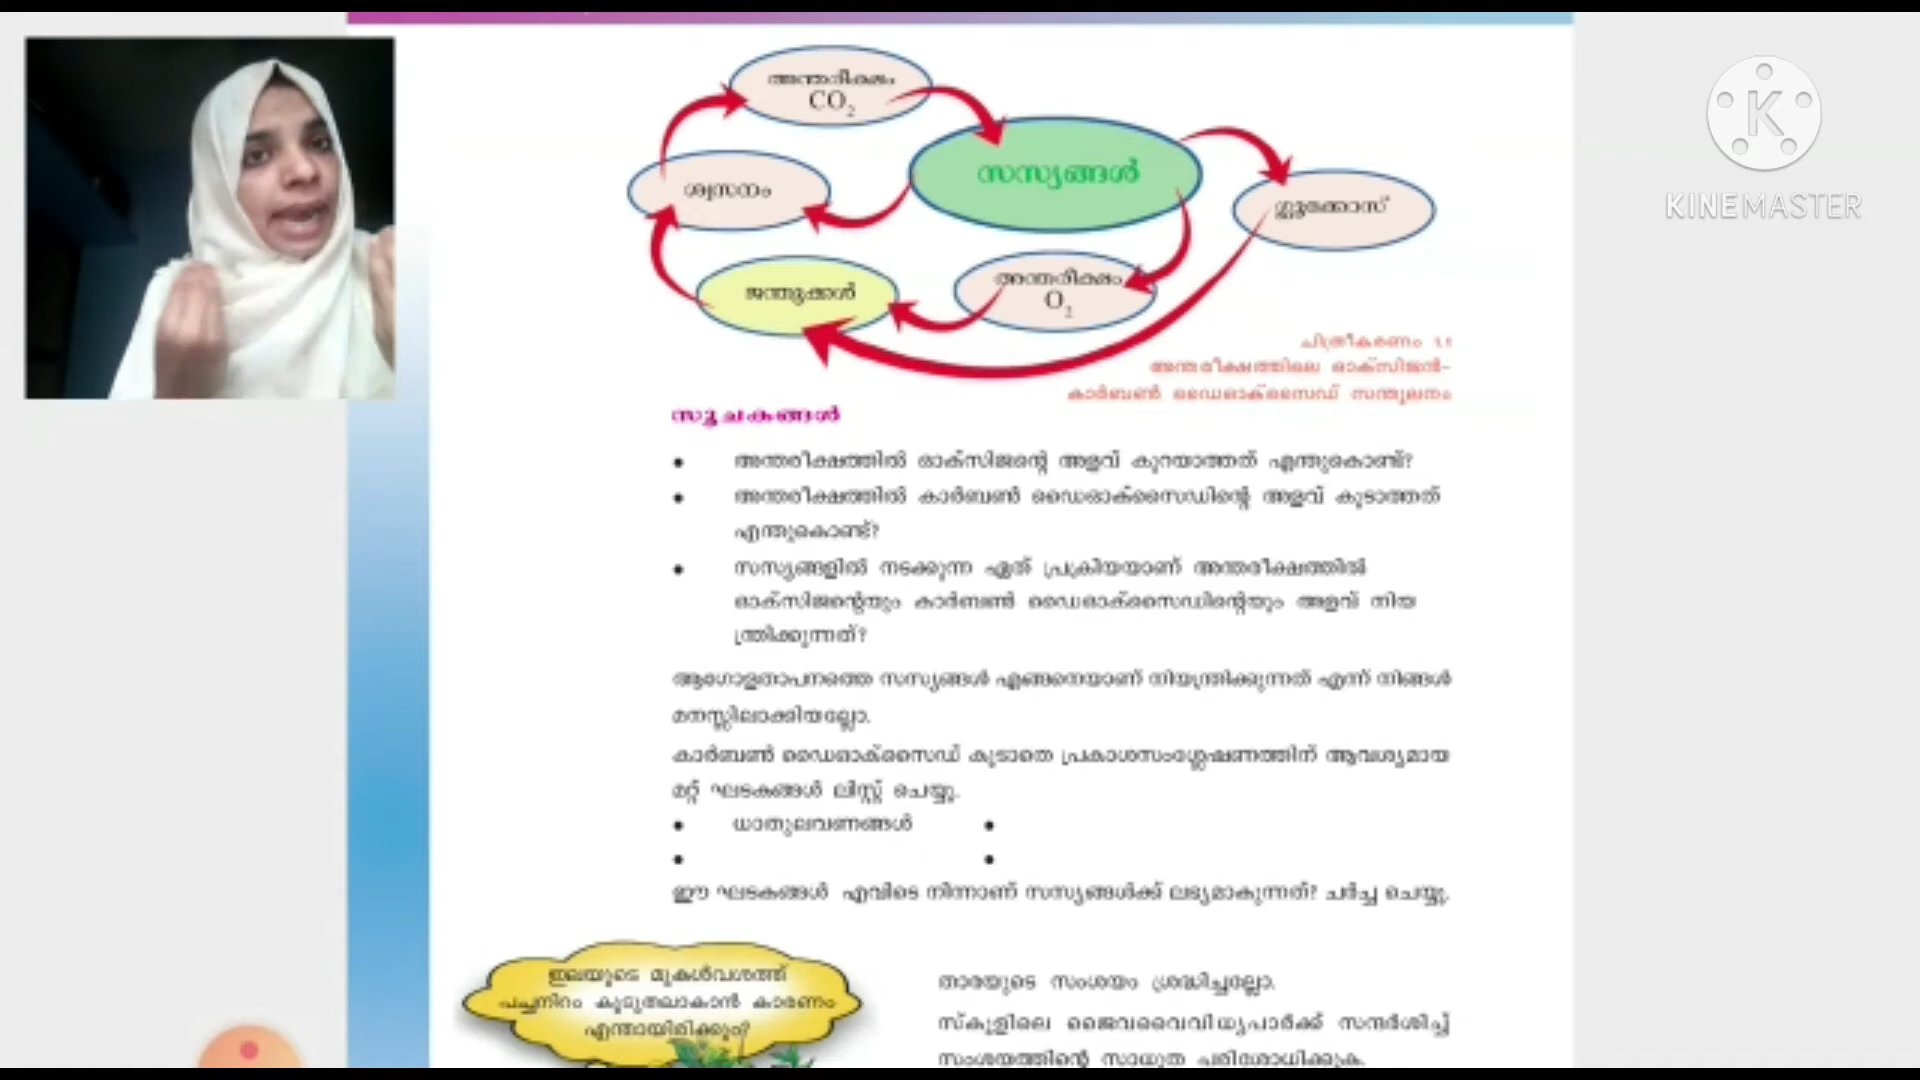 അന്തരീക്ഷം
CO₂
സസ്യങ്ങൾ
ശ്വസനം
ഗ്ലൂക്കോസ്
ജന്തുക്കൾ
അന്തരീക്ഷം
O₂
K
KINEMASTER
ചിത്രീകരണം 1.1
അന്തരീക്ഷത്തിലെ ഓക്സിജൻ-
കാർബൺ ഡൈഓക്സൈഡ് സന്തുലനം
സൂചകങ്ങൾ
• അന്തരീക്ഷത്തിൽ ഓക്സിജന്റെ അളവ് കുറയാത്തത് എന്തുകൊണ്ട്?
• അന്തരീക്ഷത്തിൽ കാർബൺ ഡൈഓക്സൈഡിന്റെ അളവ് കൂടാത്തത്
എന്തുകൊണ്ട്?
• സസ്യങ്ങളിൽ നടക്കുന്ന ഏത് പ്രക്രിയയാണ് അന്തരീക്ഷത്തിൽ
ഓക്സിജന്റെയും കാർബൺ ഡൈഓക്സൈഡിന്റെയും അളവ് നിയ
ന്ത്രിക്കുന്നത്?
ആഗോളതാപനത്തെ സസ്യങ്ങൾ എങ്ങനെയാണ് നിയന്ത്രിക്കുന്നത് എന്ന് നിങ്ങൾ
മനസ്സിലാക്കിയല്ലോ.
കാർബൺ ഡൈഓക്സൈഡ് കൂടാതെ പ്രകാശസംശ്ലേഷണത്തിന് ആവശ്യമായ
മറ്റ് ഘടകങ്ങൾ ലിസ്റ്റ് ചെയ്യൂ.
• ധാതുലവണങ്ങൾ •
• •
ഈ ഘടകങ്ങൾ എവിടെ നിന്നാണ് സസ്യങ്ങൾക്ക് ലഭ്യമാകുന്നത്? ചർച്ച ചെയ്യൂ.
ഇലയുടെ മുകൾവശത്ത്
പച്ചനിറം കൂടുതലാകാൻ കാരണം
എന്തായിരിക്കും?
താരയുടെ സംശയം ശ്രദ്ധിച്ചല്ലോ.
സ്കൂളിലെ ജൈവവൈവിധ്യപാർക്ക് സന്ദർശിച്ച്
സംശയത്തിന്റെ സാധുത പരിശോധിക്കുക.